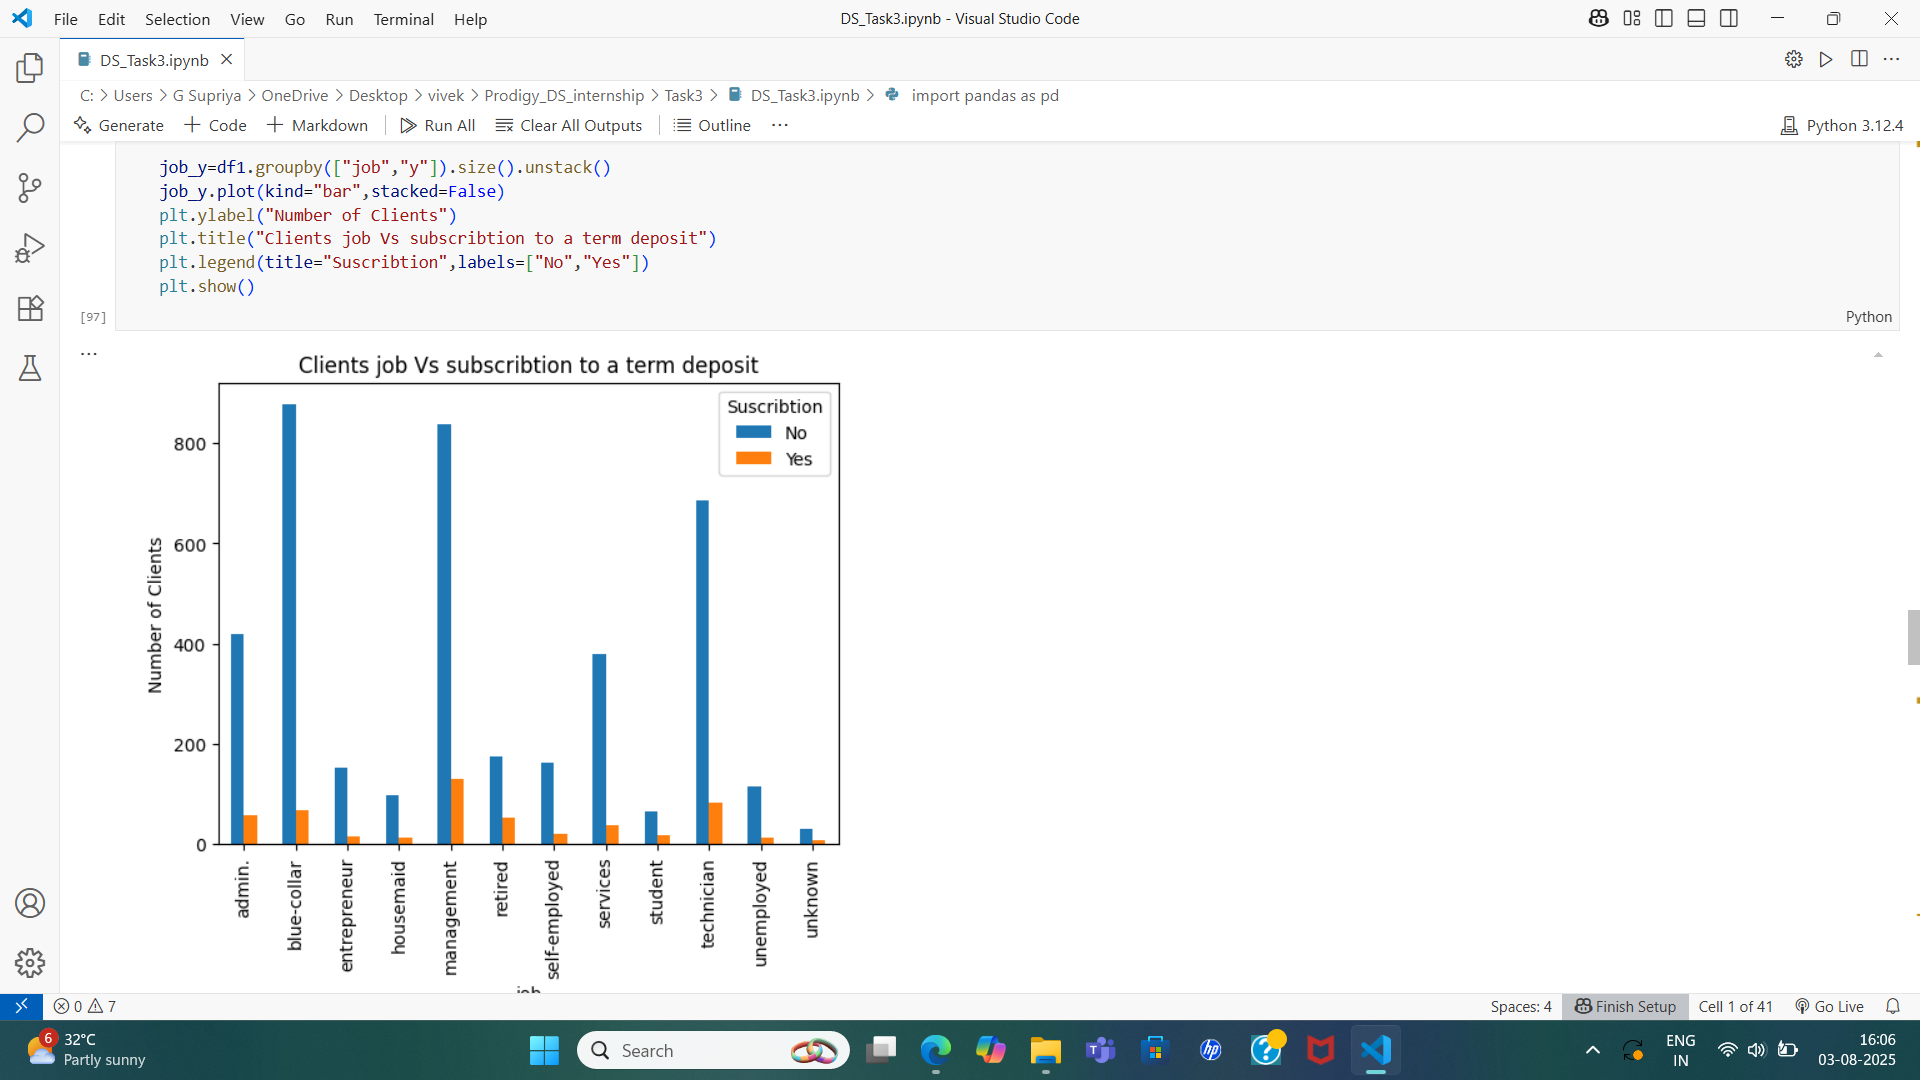 File Edit Selection View Go Run Terminal Help
DS_Task3.ipynb - Visual Studio Code
DS_Task3.ipynb
C: > Users > G Supriya > OneDrive > Desktop > vivek > Prodigy_DS_internship > Task3 > DS_Task3.ipynb > import pandas as pd
Generate + Code + Markdown Run All Clear All Outputs Outline ...
Python 3.12.4
job_y=df1.groupby(["job","y"]).size().unstack()
job_y.plot(kind="bar",stacked=False)
plt.ylabel("Number of Clients")
plt.title("Clients job Vs subscribtion to a term deposit")
plt.legend(title="Suscribtion",labels=["No","Yes"])
plt.show()
[97]
Python
...
Clients job Vs subscribtion to a term deposit
Suscribtion
No
Yes
Number of Clients
800
600
400
200
0
admin.
blue-collar
entrepreneur
housemaid
management
retired
self-employed
services
student
technician
unemployed
unknown
job
0 7
Spaces: 4 Finish Setup Cell 1 of 41 Go Live
6
32°C
Partly sunny
Search
hp
ENG
IN
16:06
03-08-2025